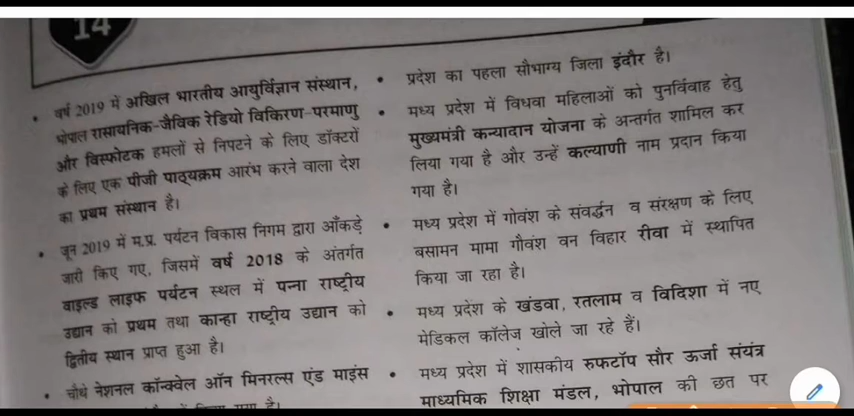 14
• वर्ष 2019 में अखिल भारतीय आयुर्विज्ञान संस्थान,
भोपाल रासायनिक-जैविक रेडियो विकिरण-परमाणु
और विस्फोटक हमलों से निपटने के लिए डॉक्टरों
के लिए एक पीजी पाठ्यक्रम आरंभ करने वाला देश
का प्रथम संस्थान है।
• जून 2019 में म.प्र. पर्यटन विकास निगम द्वारा आँकड़े
जारी किए गए, जिसमें वर्ष 2018 के अंतर्गत
वाइल्ड लाइफ पर्यटन स्थल में पन्ना राष्ट्रीय
उद्यान को प्रथम तथा कान्हा राष्ट्रीय उद्यान को
द्वितीय स्थान प्राप्त हुआ है।
• चौथे नेशनल कॉन्क्वेल ऑन मिनरल्स एंड माइंस
• प्रदेश का पहला सौभाग्य जिला इंदौर है।
• मध्य प्रदेश में विधवा महिलाओं को पुनर्विवाह हेतु
मुख्यमंत्री कन्यादान योजना के अन्तर्गत शामिल कर
लिया गया है और उन्हें कल्याणी नाम प्रदान किया
गया है।
• मध्य प्रदेश में गोवंश के संवर्द्धन व संरक्षण के लिए
बसामन मामा गौवंश वन विहार रीवा में स्थापित
किया जा रहा है।
• मध्य प्रदेश के खंडवा, रतलाम व विदिशा में नए
मेडिकल कॉलेज खोले जा रहे हैं।
• मध्य प्रदेश में शासकीय रुफटॉप सौर ऊर्जा संयंत्र
माध्यमिक शिक्षा मंडल, भोपाल की छत पर